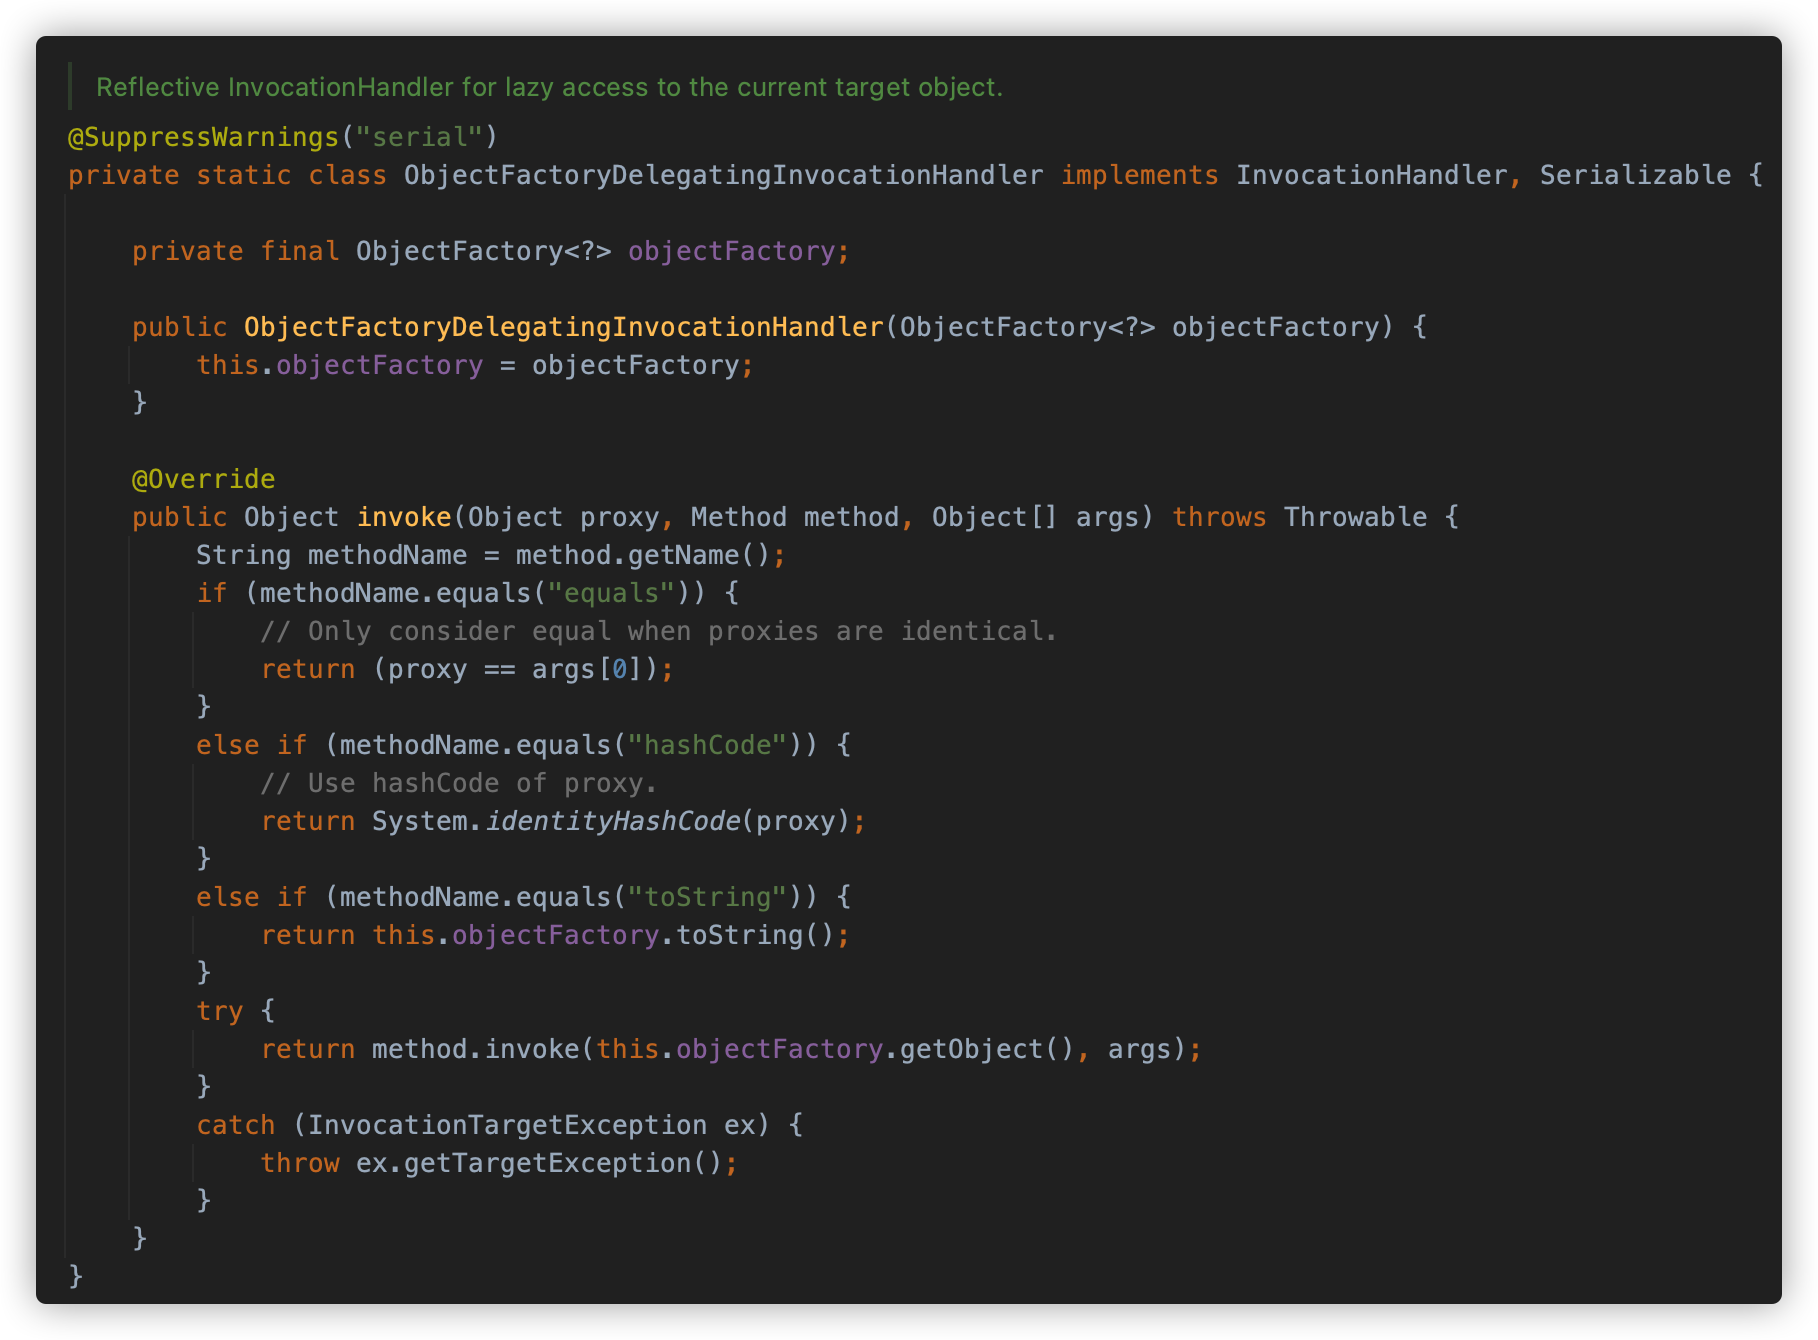 Reflective InvocationHandler for lazy access to the current target object.
@SuppressWarnings("serial")
private static class ObjectFactoryDelegatingInvocationHandler implements InvocationHandler, Serializable {
private final ObjectFactory<?> objectFactory;
public ObjectFactoryDelegatingInvocationHandler(ObjectFactory<?> objectFactory) {
this.objectFactory = objectFactory;
}
@Override
public Object invoke(Object proxy, Method method, Object[] args) throws Throwable {
String methodName = method.getName();
if (methodName.equals("equals")) {
// Only consider equal when proxies are identical.
return (proxy == args[0]);
}
else if (methodName.equals("hashCode")) {
// Use hashCode of proxy.
return System.identityHashCode(proxy);
}
else if (methodName.equals("toString")) {
return this.objectFactory.toString();
}
try {
return method.invoke(this.objectFactory.getObject(), args);
}
catch (InvocationTargetException ex) {
throw ex.getTargetException();
}
}
}